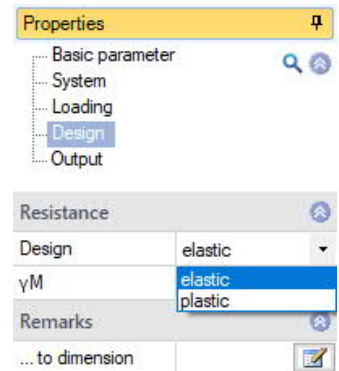 Properties
Basic parameter
System
Loading
Design
Output
Resistance
Design elastic
γM elastic
plastic
Remarks
... to dimension